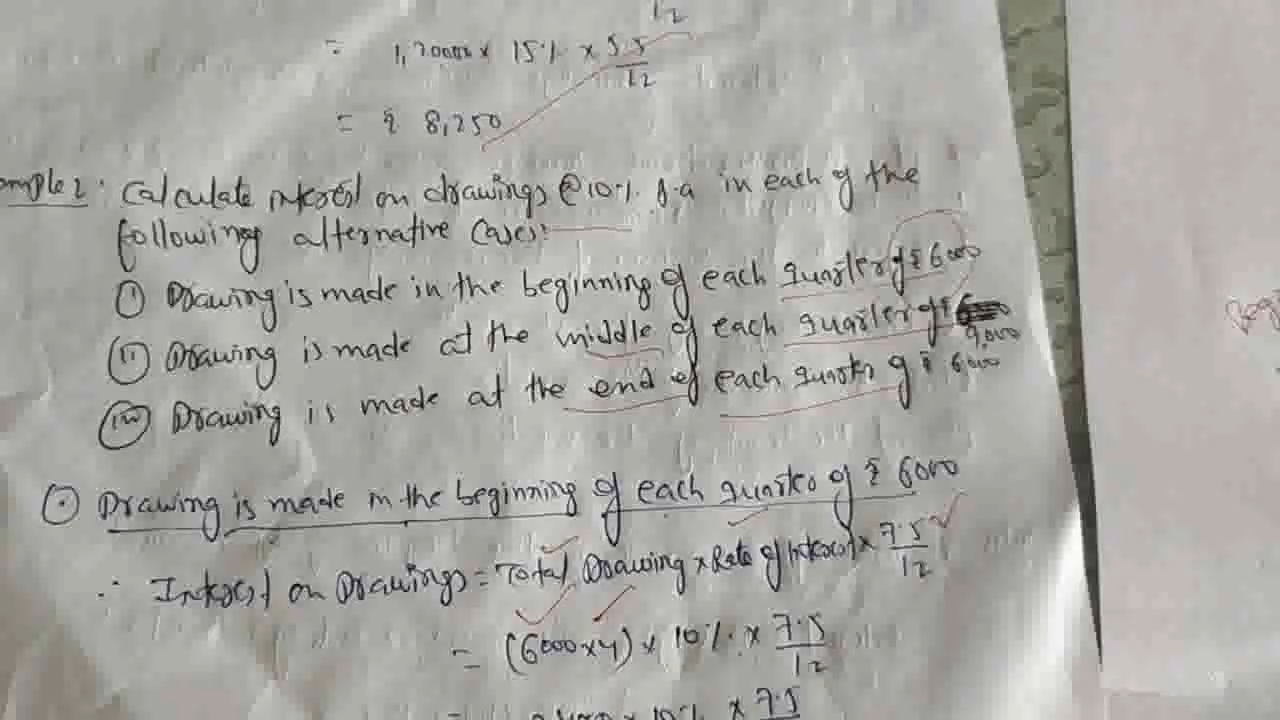 12
= 1,20000 × 15% × 5.5/12
= ₹ 8,250
ample 2: Calculate interest on drawings @10% p.a in each of the
following alternative cases:
(i) Drawing is made in the beginning of each quarter of ₹ 6000
(ii) Drawing is made at the middle of each quarter of ₹
9,000
(iii) Drawing is made at the end of each quarter of ₹ 6000
(i) Drawing is made in the beginning of each quarter of ₹ 6000
∴ Interest on Drawings = Total Drawing × Rate of Interest × 7.5/12
= (6000×4) × 10% × 7.5/12
= × 10% × 7.5